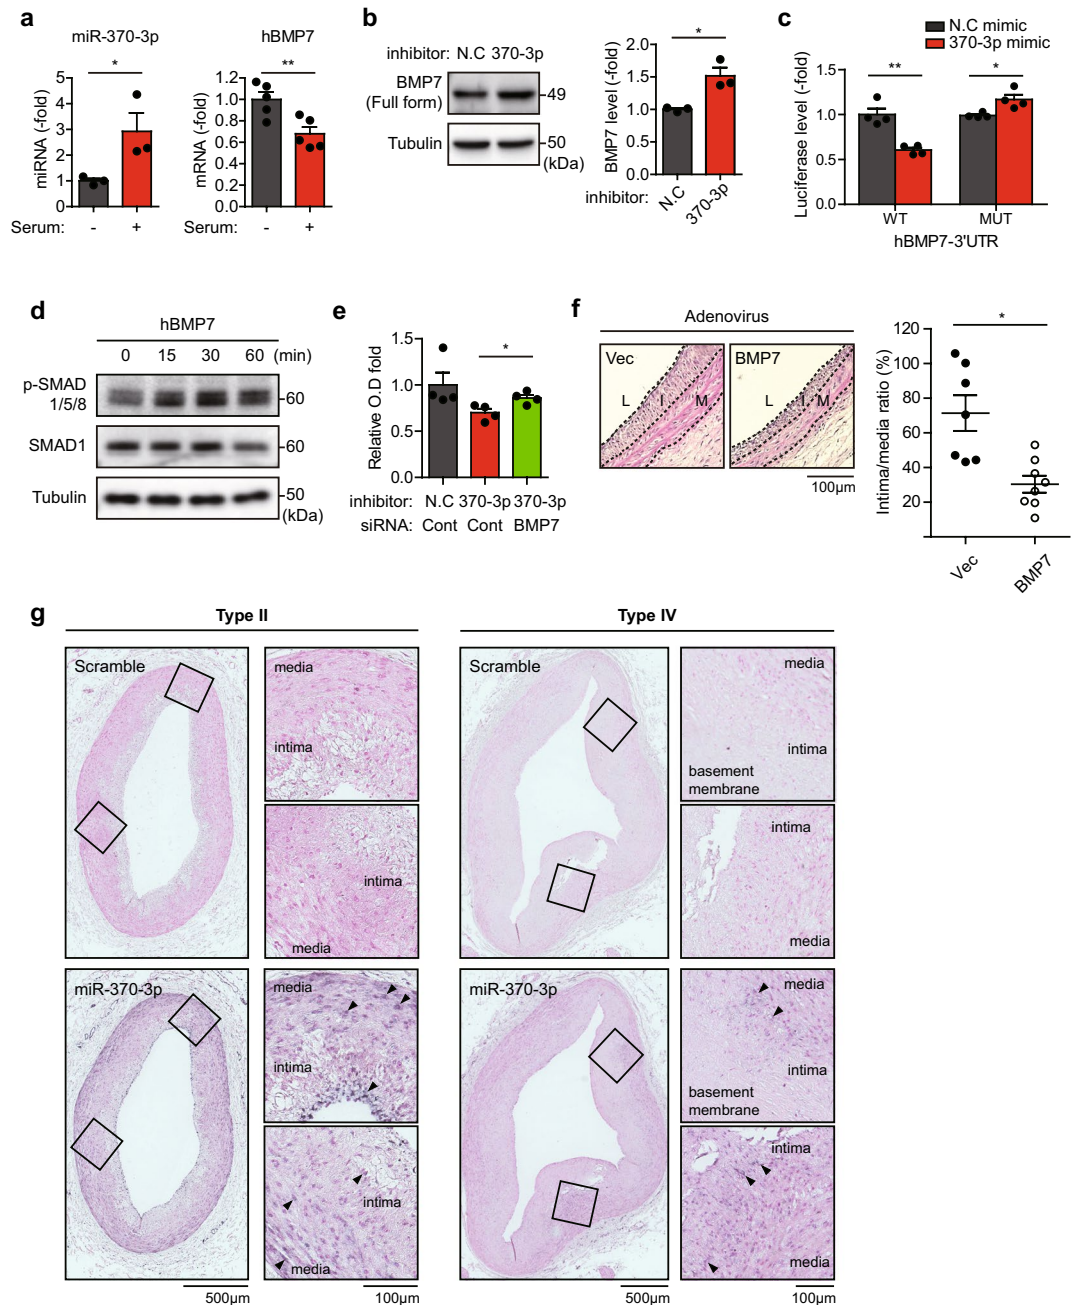 a
miR-370-3p
*
miRNA (-fold)
5
4
3
2
1
0
Serum: - +
hBMP7
**
mRNA (-fold)
1.2
1.0
0.8
0.6
0.4
0.2
0.0
Serum: - +
b
inhibitor: N.C 370-3p
BMP7
(Full form)
-49
Tubulin
-50
(kDa)
*
BMP7 level (-fold)
2.0
1.5
1.0
0.5
0.0
inhibitor: N.C 370-3p
c
N.C mimic
370-3p mimic
Luciferase level (-fold)
1.5
1.0
0.5
0.0
** *
WT MUT
hBMP7-3'UTR
d
hBMP7
0 15 30 60 (min)
p-SMAD
1/5/8
-60
SMAD1
-60
Tubulin
-50
(kDa)
e
Relative O.D fold
1.5
1.0
0.5
0.0
*
inhibitor: N.C 370-3p 370-3p
siRNA: Cont Cont BMP7
f
Adenovirus
Vec
L I M
BMP7
L I M
100μm
*
Intima/media ratio (%)
120
100
80
60
40
20
Vec BMP7
g
Type II
Scramble
media
intima
intima
media
miR-370-3p
media
intima
intima
media
500μm 100μm
Type IV
Scramble
media
intima
basement
membrane
intima
media
miR-370-3p
media
intima
basement
membrane
intima
media
500μm 100μm